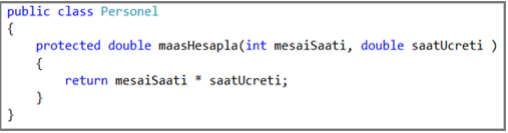 public class Personel
{
    protected double maasHesapla(int mesaiSaati, double saatUcreti )
    {
        return mesaiSaati * saatUcreti;
    }
}